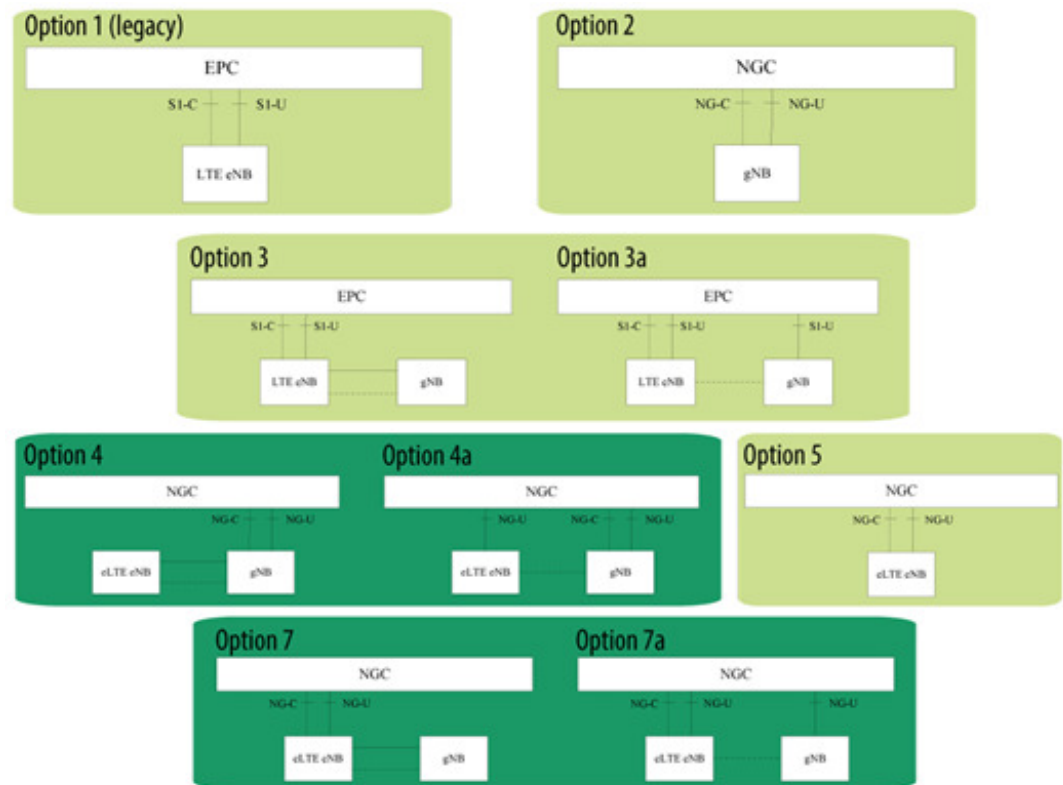 Option 1 (legacy)
EPC
S1-C
S1-U
LTE eNB
Option 2
NGC
NG-C
NG-U
gNB
Option 3
EPC
S1-C
S1-U
LTE eNB
gNB
Option 3a
EPC
S1-C
S1-U
S1-U
LTE eNB
gNB
Option 4
NGC
NG-C
NG-U
eLTE eNB
gNB
Option 4a
NGC
NG-U
NG-C
NG-U
eLTE eNB
gNB
Option 5
NGC
NG-C
NG-U
eLTE eNB
Option 7
NGC
NG-C
NG-U
eLTE eNB
gNB
Option 7a
NGC
NG-C
NG-U
NG-U
eLTE eNB
gNB